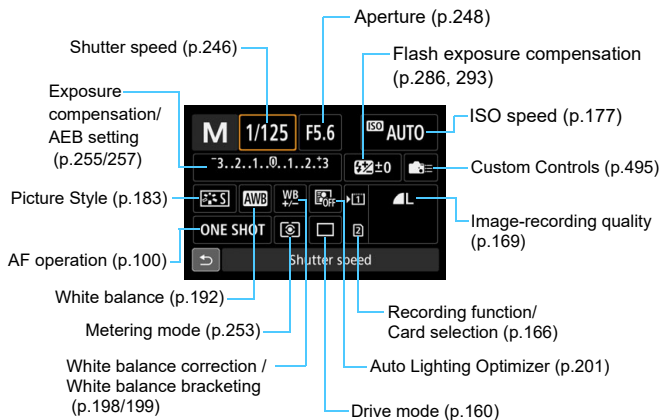 Aperture (p.248)
Shutter speed (p.246)
Flash exposure compensation
(p.286, 293)
Exposure
compensation/
AEB setting
(p.255/257)
ISO speed (p.177)
M 1/125 F5.6 ISO AUTO
-3..2..1..0..1..2.+3 ±0
Custom Controls (p.495)
Picture Style (p.183)
S AWB WB +/- OFF 1 L
Image-recording quality
(p.169)
ONE SHOT 2
AF operation (p.100)
Shutter speed
White balance (p.192)
Recording function/
Card selection (p.166)
Metering mode (p.253)
White balance correction /
White balance bracketing
(p.198/199)
Auto Lighting Optimizer (p.201)
Drive mode (p.160)